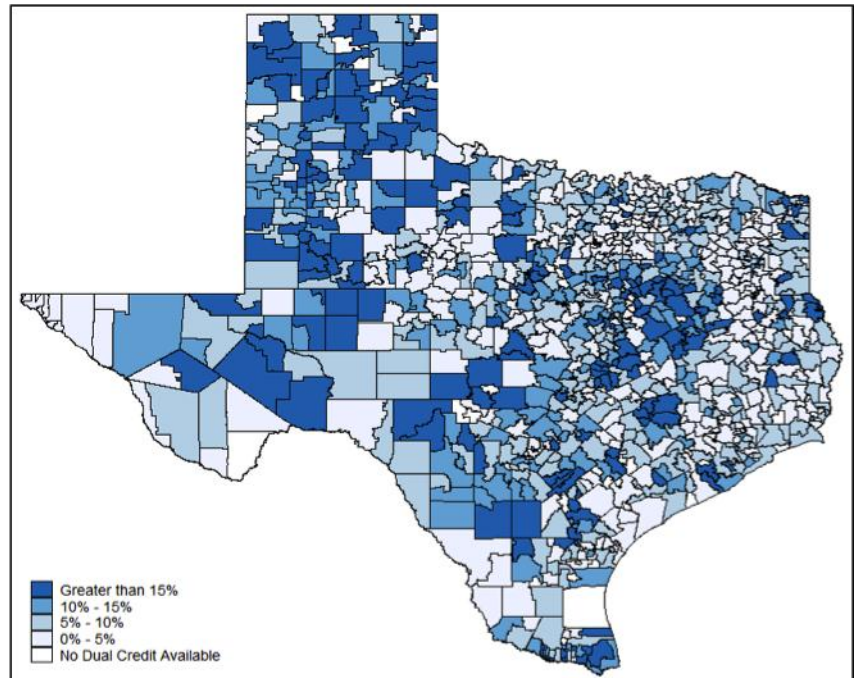 Greater than 15%
10% - 15%
5% - 10%
0% - 5%
No Dual Credit Available